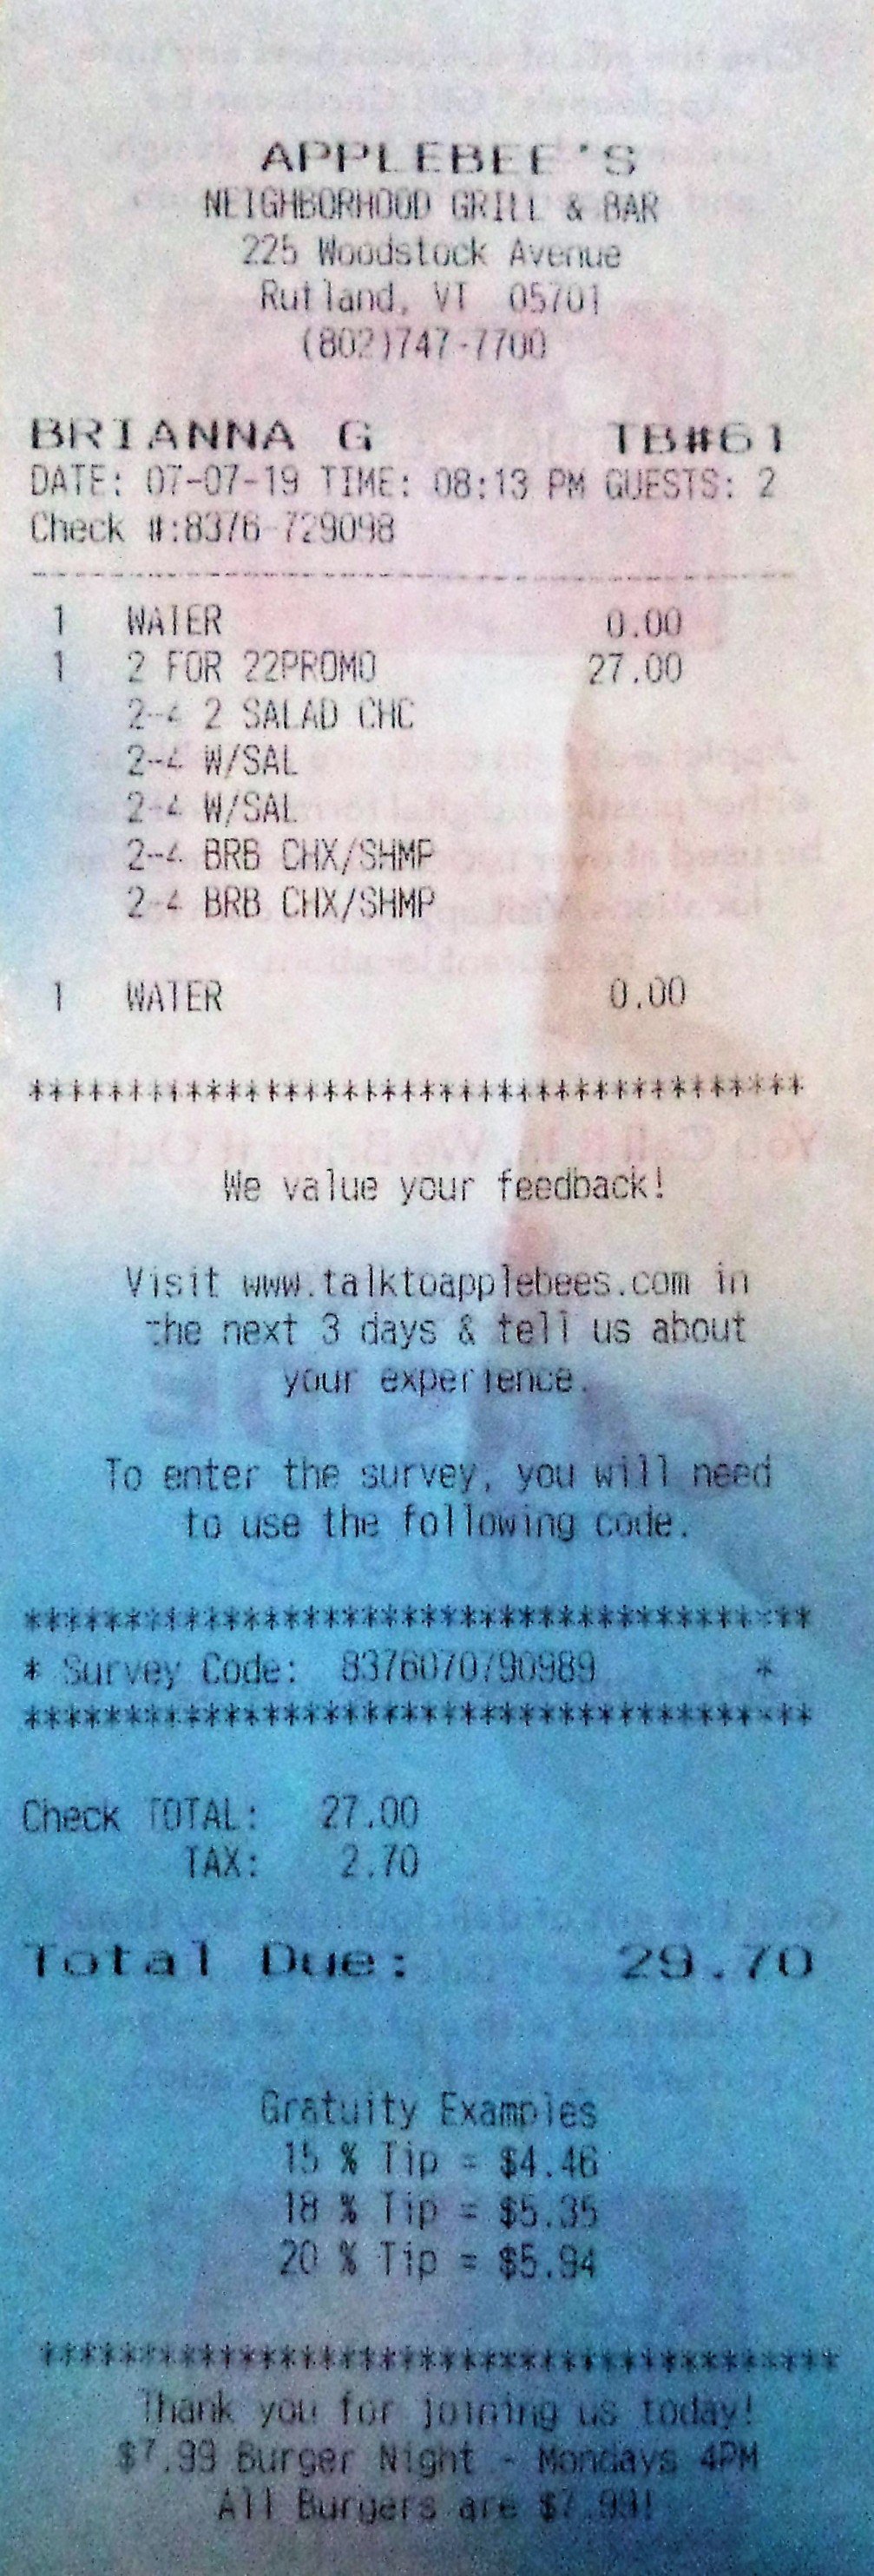 APPLEBEE'S
NEIGHBORHOOD GRILL & BAR
225 Woodstock Avenue
Rutland, VT 05701
(802)747-7700
BRIANNA G TB#61
DATE: 07-07-19 TIME: 08:13 PM GUESTS: 2
Check #:8376 729098
1 WATER 0.00
1 2 FOR 22PROMO 27.00
2-4 2 SALAD CHC
2-4 W/SAL
2-4 W/SAL
2-4 BRB CHX/SHMP
2-4 BRB CHX/SHMP
1 WATER 0.00
****************************************
We value your feedback!
Visit www.talktoapplebees.com in
the next 3 days & tell us about
your experience.
To enter the survey, you will need
to use the following code.
****************************************
* Survey Code: 8376070790989 *
****************************************
Check TOTAL: 27.00
TAX: 2.70
Total Due: 29.70
Gratuity Examples
15 % Tip = $4.46
18 % Tip = $5.35
20 % Tip = $5.94
****************************************
Thank you for joining us today!
$7.99 Burger Night - Mondays 4PM
All Burgers are $7.99!